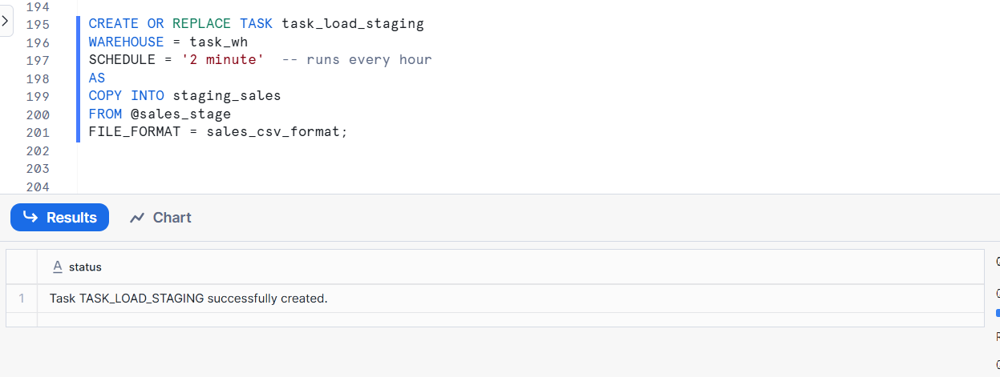 194
195 CREATE OR REPLACE TASK task_load_staging
196 WAREHOUSE = task_wh
197 SCHEDULE = '2 minute'  -- runs every hour
198 AS
199 COPY INTO staging_sales
200 FROM @sales_stage
201 FILE_FORMAT = sales_csv_format;
202
203
204
Results Chart
A status
1 Task TASK_LOAD_STAGING successfully created.